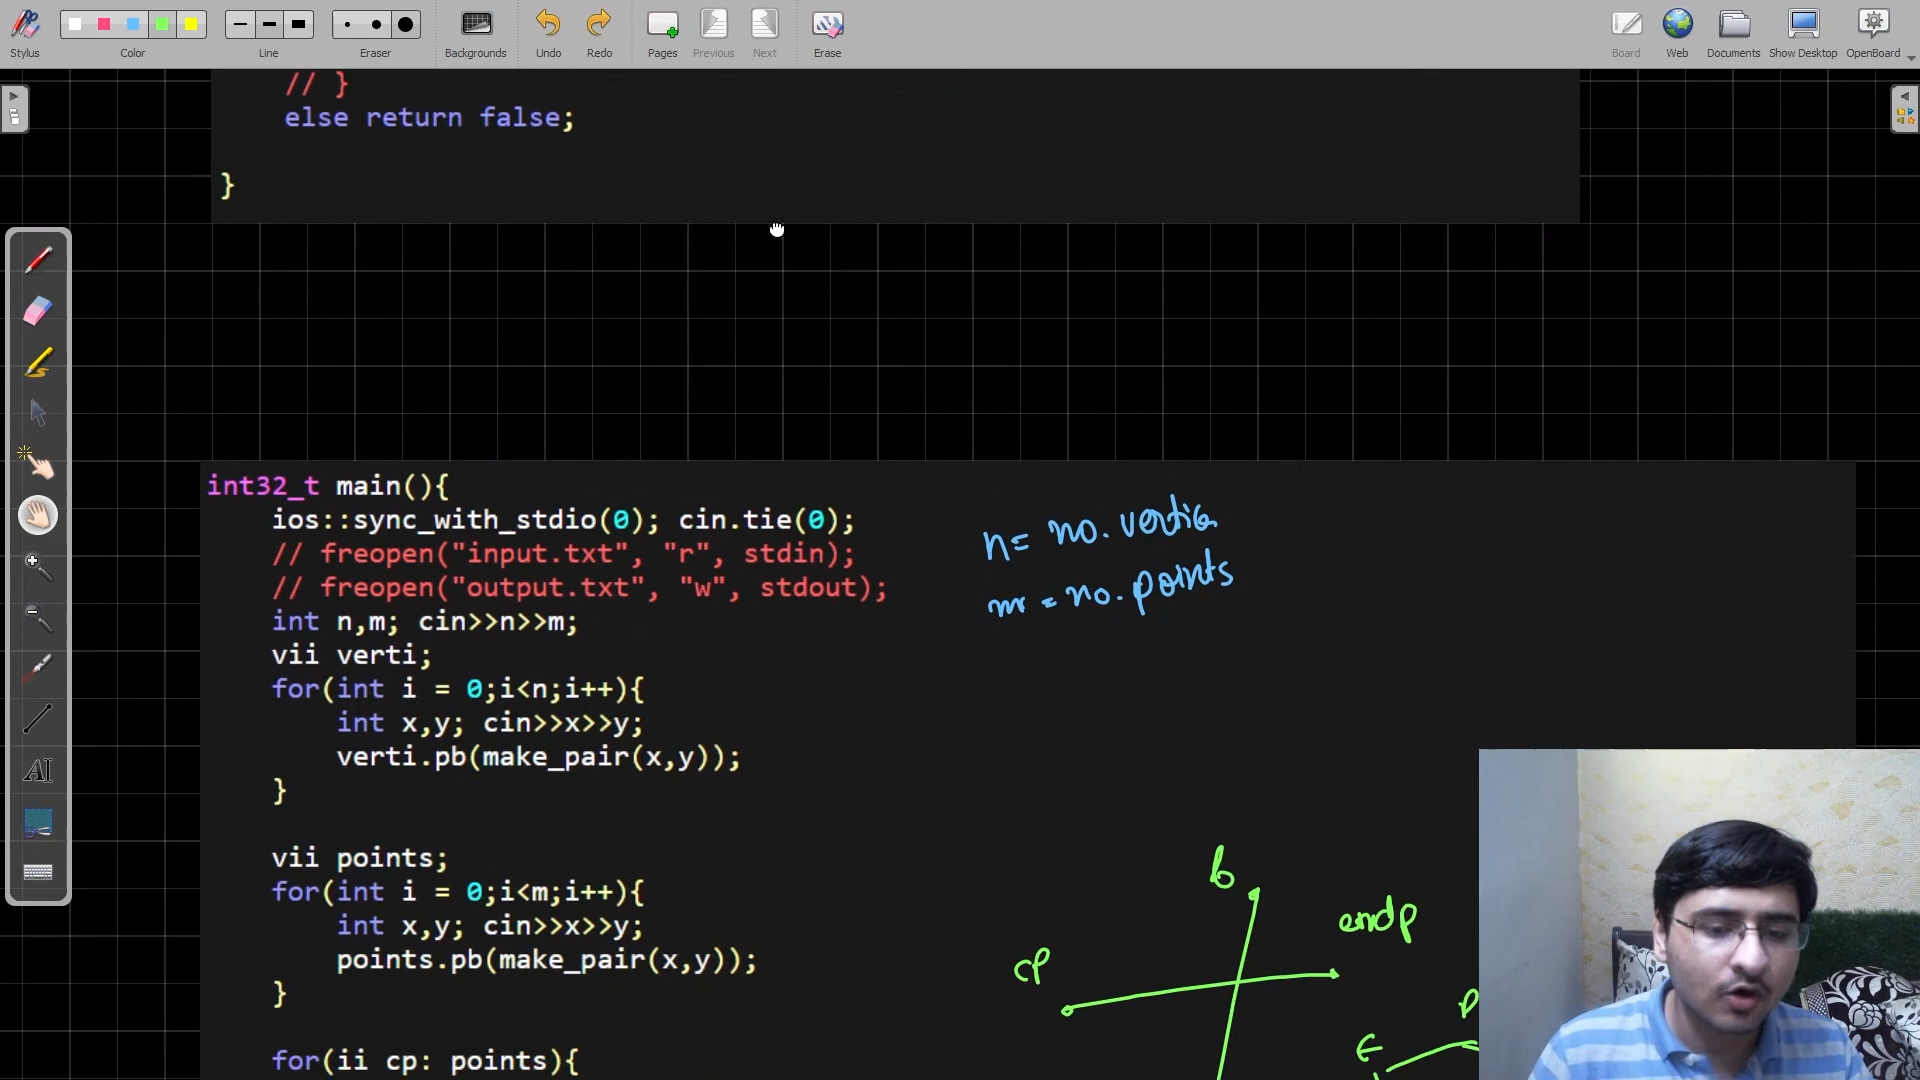 Stylus
Color
Line
Eraser
Backgrounds
Undo
Redo
Pages
Previous
Next
Erase
Board
Web
Documents
Show Desktop
OpenBoard
// }
else return false;
}
int32_t main(){
ios::sync_with_stdio(0); cin.tie(0);
// freopen("input.txt", "r", stdin);
// freopen("output.txt", "w", stdout);
int n,m; cin>>n>>m;
vii verti;
for(int i = 0;i<n;i++){
int x,y; cin>>x>>y;
verti.pb(make_pair(x,y));
}
vii points;
for(int i = 0;i<m;i++){
int x,y; cin>>x>>y;
points.pb(make_pair(x,y));
}
for(ii cp: points){
n= no.
m = no. points
b
endp
cp
P
E
AI